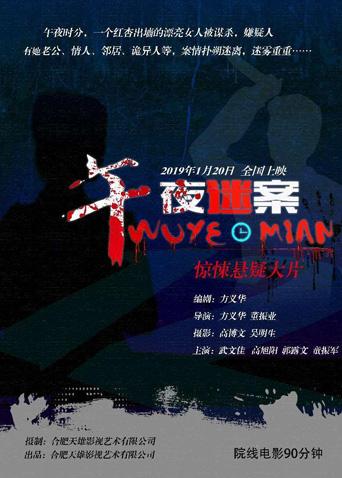 午夜时分，一个红杏出墙的漂亮女人被谋杀，嫌疑人
有她老公、情人、邻居、诡异人等，案情扑朔迷离，迷雾重重……
2019年1月20日 全国上映
午夜迷案
WUYE MIAN
惊悚悬疑大片
编剧：方义华
导演：方义华 董振业
摄影：高博文 吴明生
主演：武文佳 高旭阳 郭露文 童振军
摄制：合肥天雄影视艺术有限公司
出品：合肥天雄影视艺术有限公司
院线电影90分钟